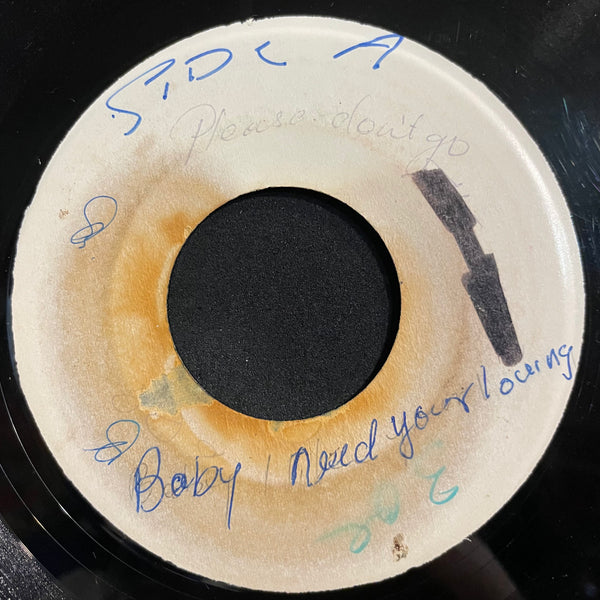 SIDE A
Please don't go
Baby I need your loving